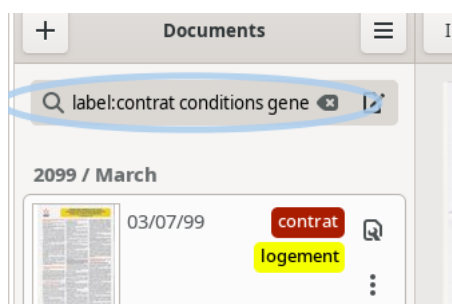 Documents
I
label:contrat conditions gene
2099 / March
03/07/99
contrat
logement